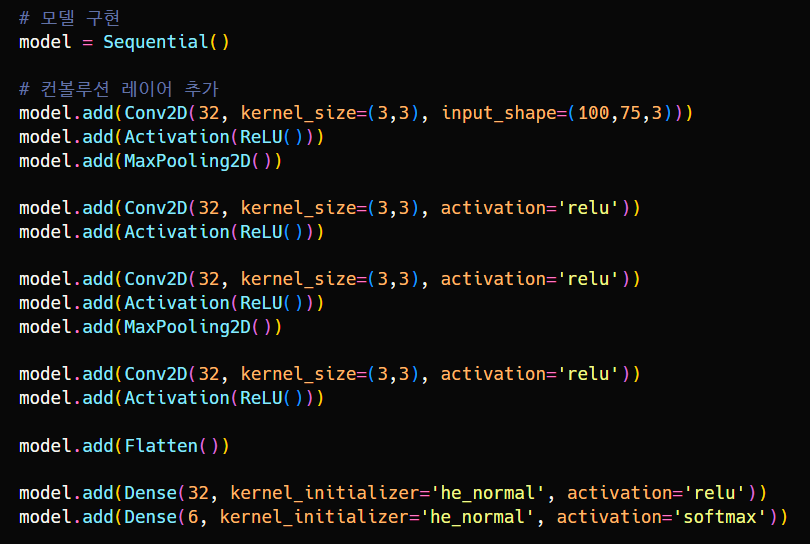 # 모델 구현
model = Sequential()
# 컨볼루션 레이어 추가
model.add(Conv2D(32, kernel_size=(3,3), input_shape=(100,75,3)))
model.add(Activation(ReLU()))
model.add(MaxPooling2D())
model.add(Conv2D(32, kernel_size=(3,3), activation='relu'))
model.add(Activation(ReLU()))
model.add(Conv2D(32, kernel_size=(3,3), activation='relu'))
model.add(Activation(ReLU()))
model.add(MaxPooling2D())
model.add(Conv2D(32, kernel_size=(3,3), activation='relu'))
model.add(Activation(ReLU()))
model.add(Flatten())
model.add(Dense(32, kernel_initializer='he_normal', activation='relu'))
model.add(Dense(6, kernel_initializer='he_normal', activation='softmax'))